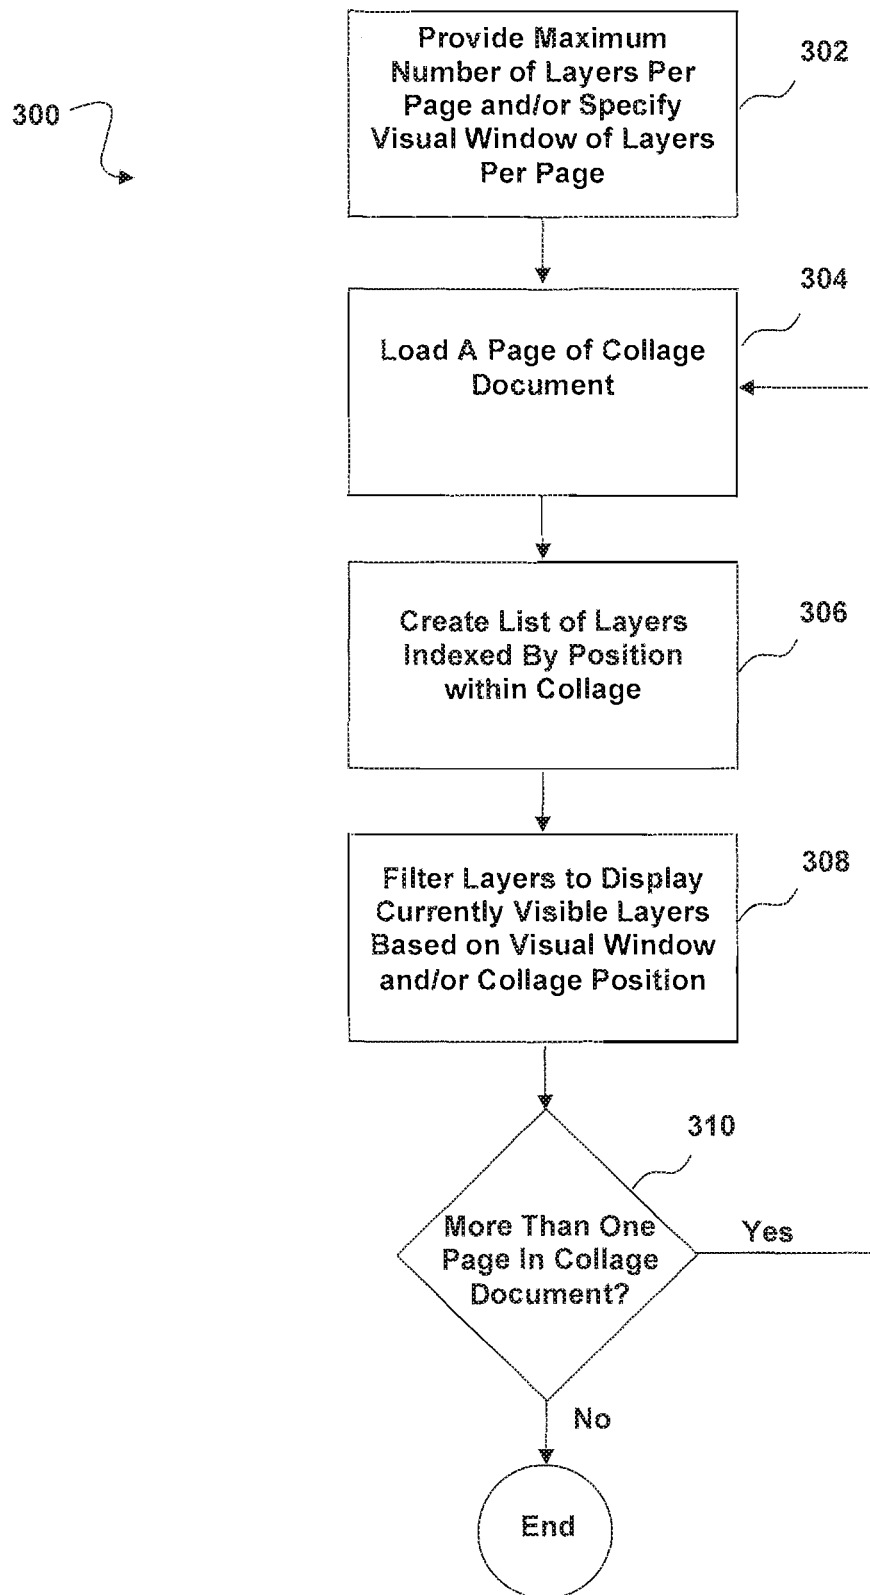 Provide Maximum
Number of Layers Per
Page and/or Specify
Visual Window of Layers
Per Page
302
300
304
Load A Page of Collage
Document
306
Create List of Layers
Indexed By Position
within Collage
308
Filter Layers to Display
Currently Visible Layers
Based on Visual Window
and/or Collage Position
310
More Than One
Page In Collage
Document?
Yes
No
End